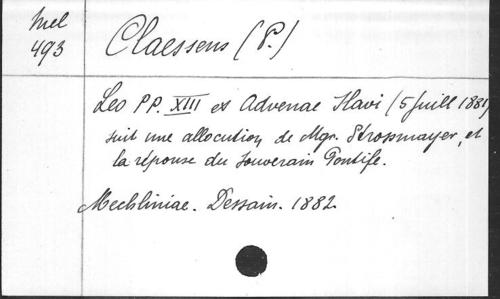 Mel
493
Claessens (P.)
Leo PP. XIII et Advenae Slavi (5 Juill 1881)
suit une allocution de Mgr. Strossmayer, et
la réponse du Souverain Pontife.
Mechliniae. Dessain. 1882